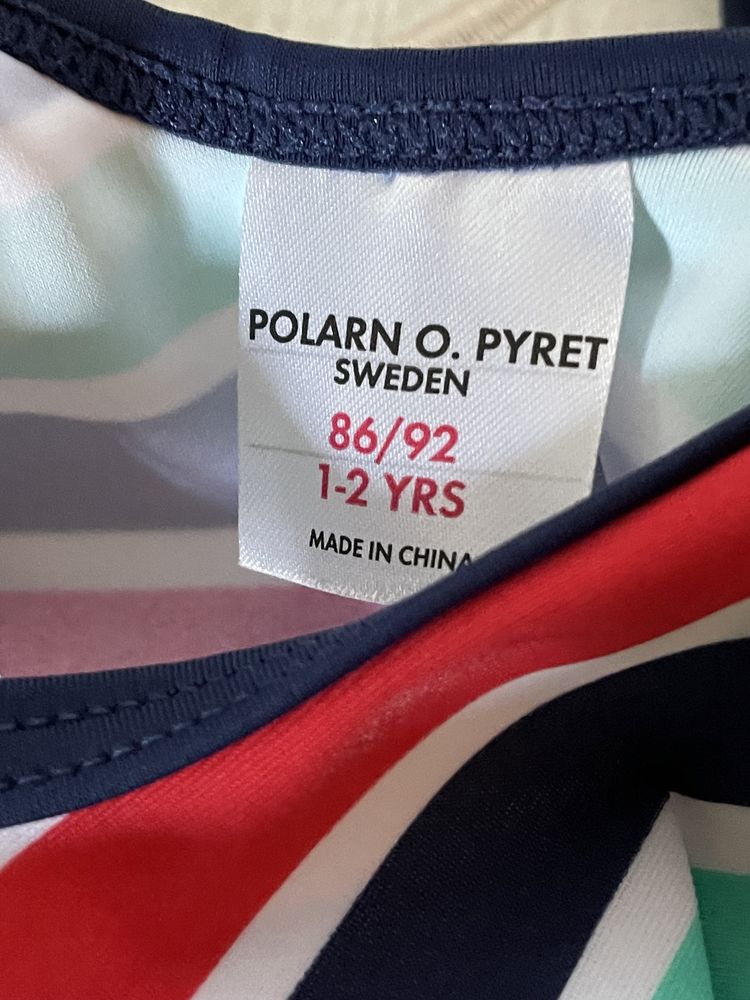 POLARN O. PYRET
SWEDEN
86/92
1-2 YRS
MADE IN CHINA